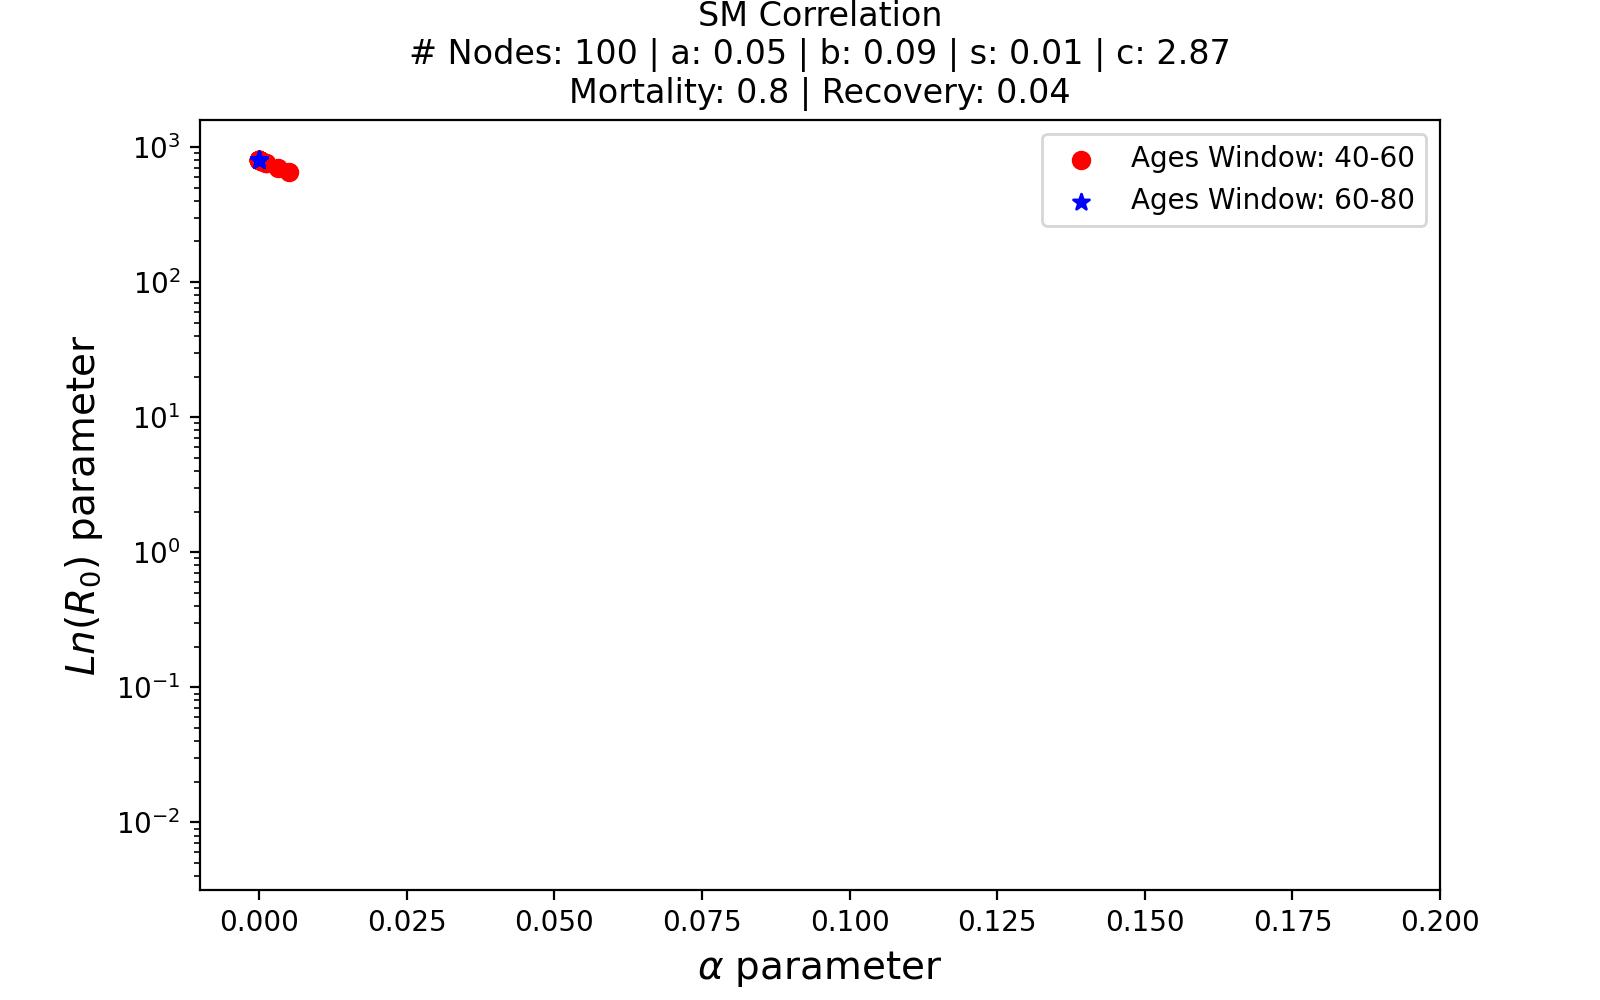 SM Correlation
# Nodes: 100 | a: 0.05 | b: 0.09 | s: 0.01 | c: 2.87
Mortality: 0.8 | Recovery: 0.04
Ages Window: 40-60
Ages Window: 60-80
10³
10²
10¹
10⁰
10⁻¹
10⁻²
Ln(R₀) parameter
0.000 0.025 0.050 0.075 0.100 0.125 0.150 0.175 0.200
α parameter